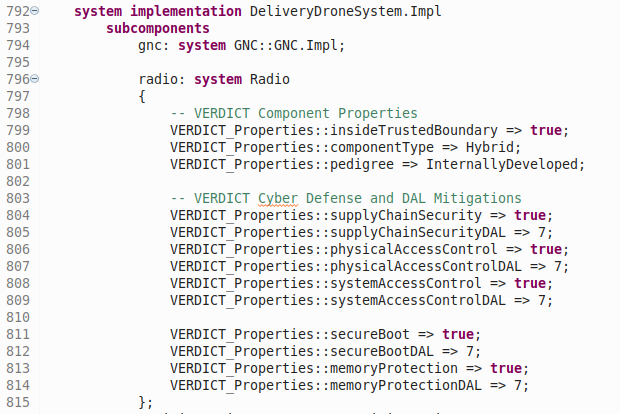 792 system implementation DeliveryDroneSystem.Impl
793 subcomponents
794 gnc: system GNC::GNC.Impl;
795
796 radio: system Radio
797 {
798 -- VERDICT Component Properties
799 VERDICT_Properties::insideTrustedBoundary => true;
800 VERDICT_Properties::componentType => Hybrid;
801 VERDICT_Properties::pedigree => InternallyDeveloped;
802
803 -- VERDICT Cyber Defense and DAL Mitigations
804 VERDICT_Properties::supplyChainSecurity => true;
805 VERDICT_Properties::supplyChainSecurityDAL => 7;
806 VERDICT_Properties::physicalAccessControl => true;
807 VERDICT_Properties::physicalAccessControlDAL => 7;
808 VERDICT_Properties::systemAccessControl => true;
809 VERDICT_Properties::systemAccessControlDAL => 7;
810
811 VERDICT_Properties::secureBoot => true;
812 VERDICT_Properties::secureBootDAL => 7;
813 VERDICT_Properties::memoryProtection => true;
814 VERDICT_Properties::memoryProtectionDAL => 7;
815 };